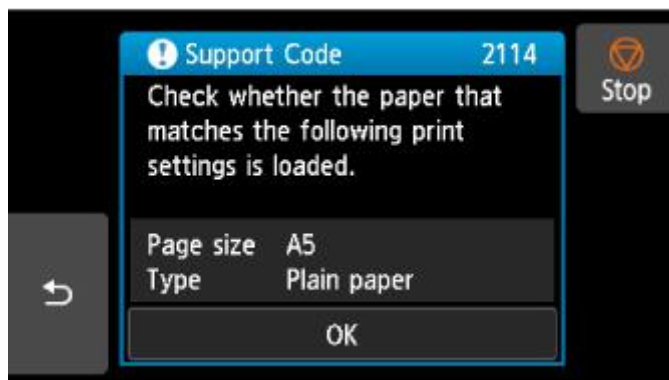 Support Code 2114
Stop
Check whether the paper that
matches the following print
settings is loaded.
Page size A5
Type Plain paper
OK